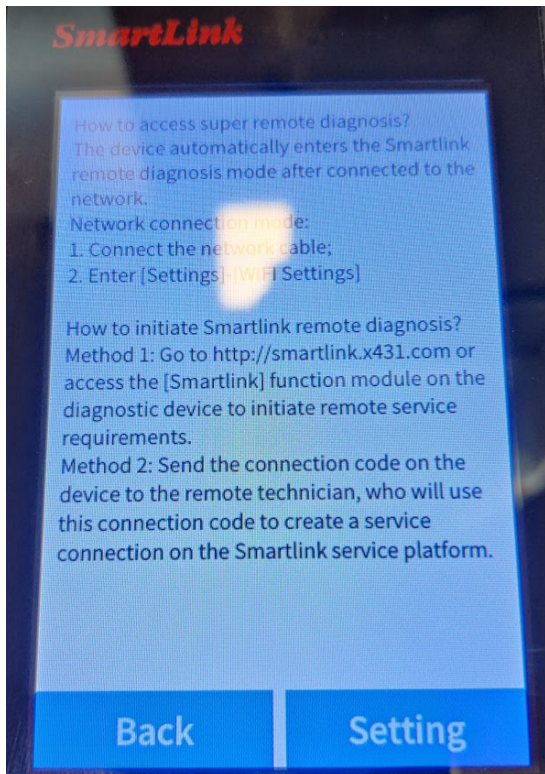 SmartLink
How to access super remote diagnosis?
The device automatically enters the Smartlink
remote diagnosis mode after connected to the
network.
Network connection mode:
1. Connect the network cable;
2. Enter [Settings]-[WIFI Settings]
How to initiate Smartlink remote diagnosis?
Method 1: Go to http://smartlink.x431.com or
access the [Smartlink] function module on the
diagnostic device to initiate remote service
requirements.
Method 2: Send the connection code on the
device to the remote technician, who will use
this connection code to create a service
connection on the Smartlink service platform.
Back Setting